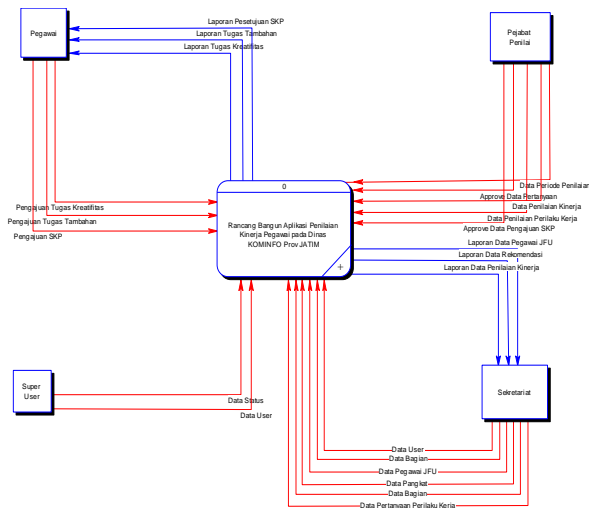 Laporan Pesetujuan SKP
Laporan Tugas Tambahan
Laporan Tugas Kreatifitas
Pegawai
Pejabat
Penilai
0
Rancang Bangun Aplikasi Penilaian
Kinerja Pegawai pada Dinas
KOMINFO Prov JATIM
+
Pengajuan Tugas Kreatifitas
Pengajuan Tugas Tambahan
Pengajuan SKP
Data Periode Penilaian
Approve Data Pertanyaan
Data Penilaian Kinerja
Data Penilaian Perilaku Kerja
Approve Data Pengajuan SKP
Laporan Data Pegawai JFU
Laporan Data Rekomendasi
Laporan Data Penilaian Kinerja
Super
User
Data Status
Data User
Sekretariat
Data User
Data Bagian
Data Pegawai JFU
Data Pangkat
Data Bagian
Data Pertanyaan Perilaku Kerja